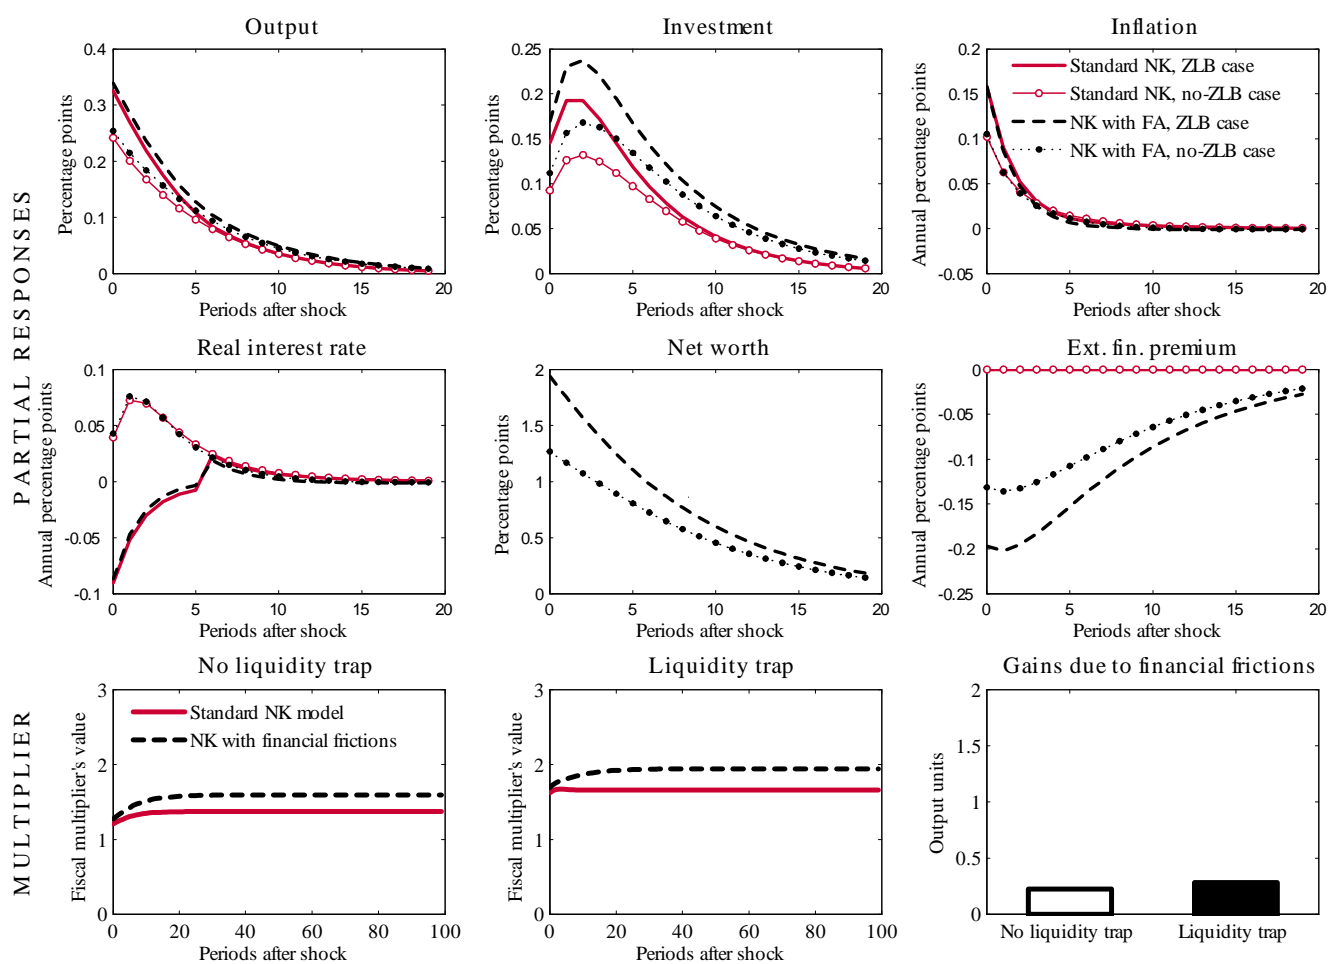 PARTIAL RESPONSES
Output
Percentage points
0.4
0.3
0.2
0.1
0
0 5 10 15 20
Periods after shock
Investment
Percentage points
0.25
0.2
0.15
0.1
0.05
0
0 5 10 15 20
Periods after shock
Inflation
Annual percentage points
0.2
0.15
0.1
0.05
0
-0.05
Standard NK, ZLB case
Standard NK, no-ZLB case
NK with FA, ZLB case
NK with FA, no-ZLB case
0 5 10 15 20
Periods after shock
Real interest rate
Annual percentage points
0.1
0.05
0
-0.05
-0.1
0 5 10 15 20
Periods after shock
Net worth
Percentage points
2
1.5
1
0.5
0
0 5 10 15 20
Periods after shock
Ext. fin. premium
Annual percentage points
0
-0.05
-0.1
-0.15
-0.2
-0.25
0 5 10 15 20
Periods after shock
MULTIPLIER
No liquidity trap
Fiscal multiplier's value
3
2
1
0
Standard NK model
NK with financial frictions
0 20 40 60 80 100
Periods after shock
Liquidity trap
Fiscal multiplier's value
3
2
1
0
0 20 40 60 80 100
Periods after shock
Gains due to financial frictions
Output units
2
1.5
1
0.5
0
No liquidity trap Liquidity trap